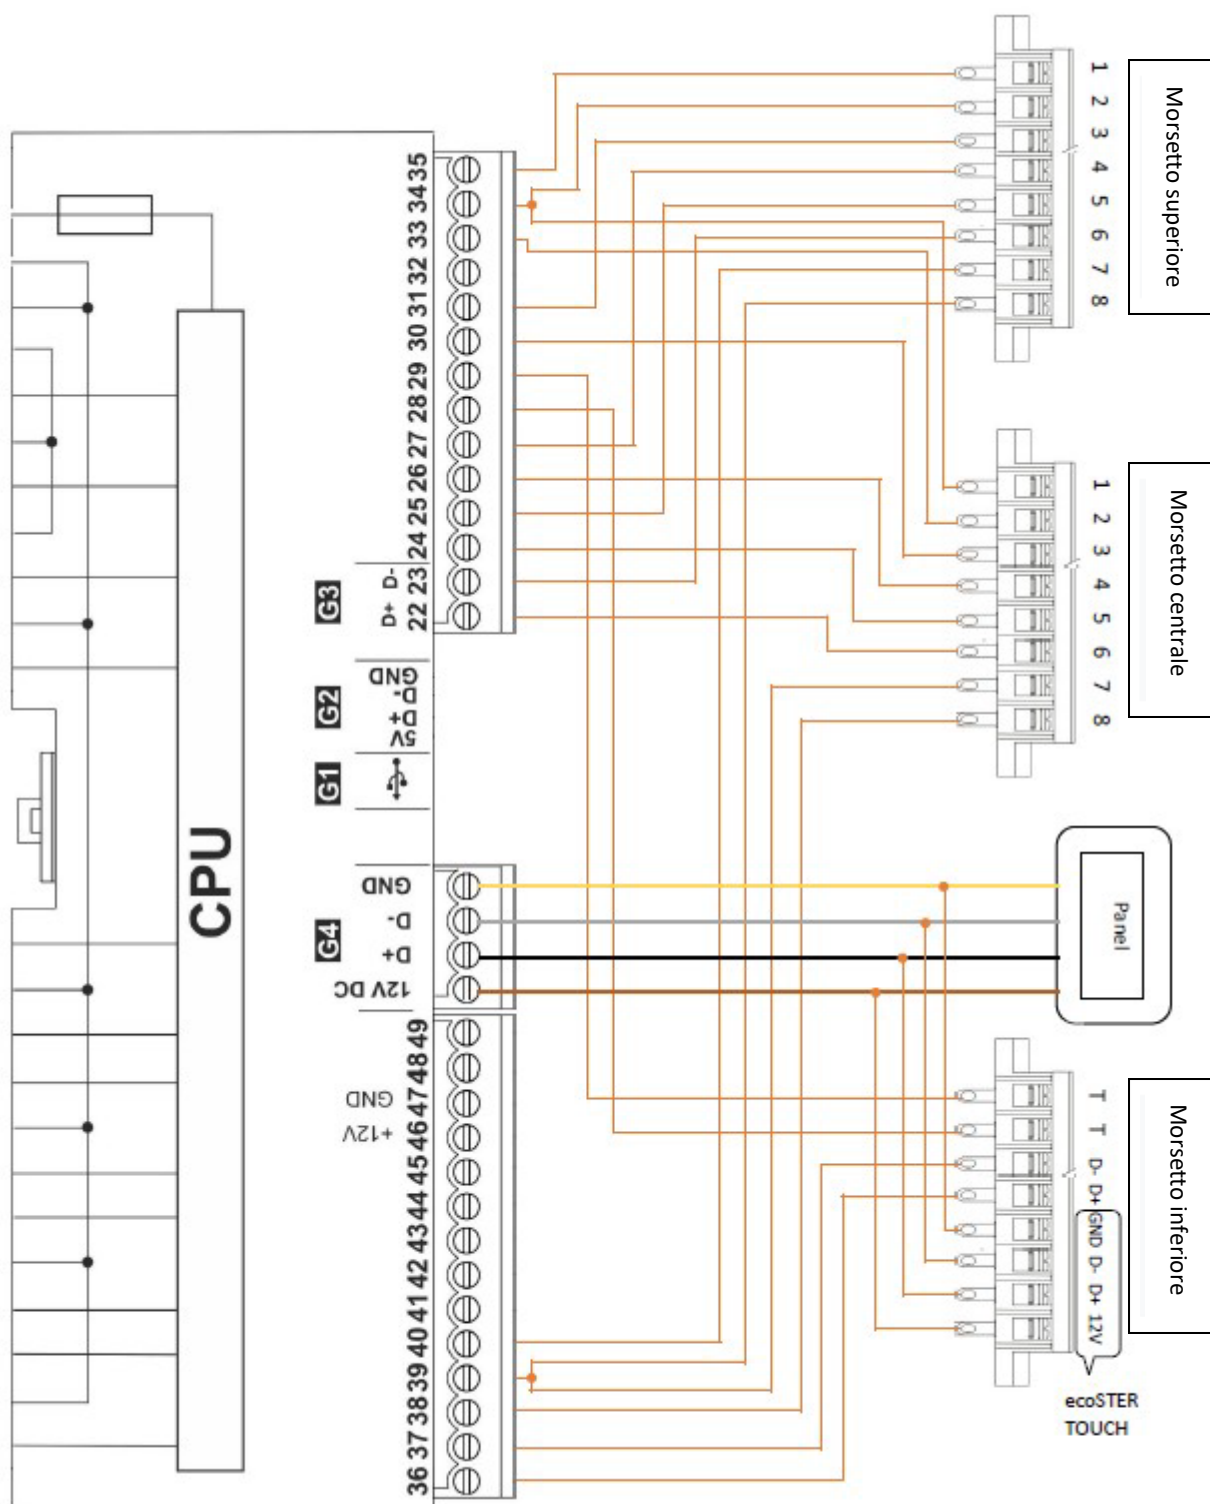 35
34
33
32
31
30
29
28
27
26
25
24
23 D-
22 D+
G3
GND
D-
D+
5V
G2
G1
CPU
GND
D-
D+
12V DC
G4
49
48
47 GND
46 +12V
45
44
43
42
41
40
39
38
37
36
1
2
3
4
5
6
7
8
Morsetto superiore
1
2
3
4
5
6
7
8
Morsetto centrale
Panel
T
T
D-
D+
GND
D-
D+
12V
Morsetto inferiore
ecoSTER
TOUCH